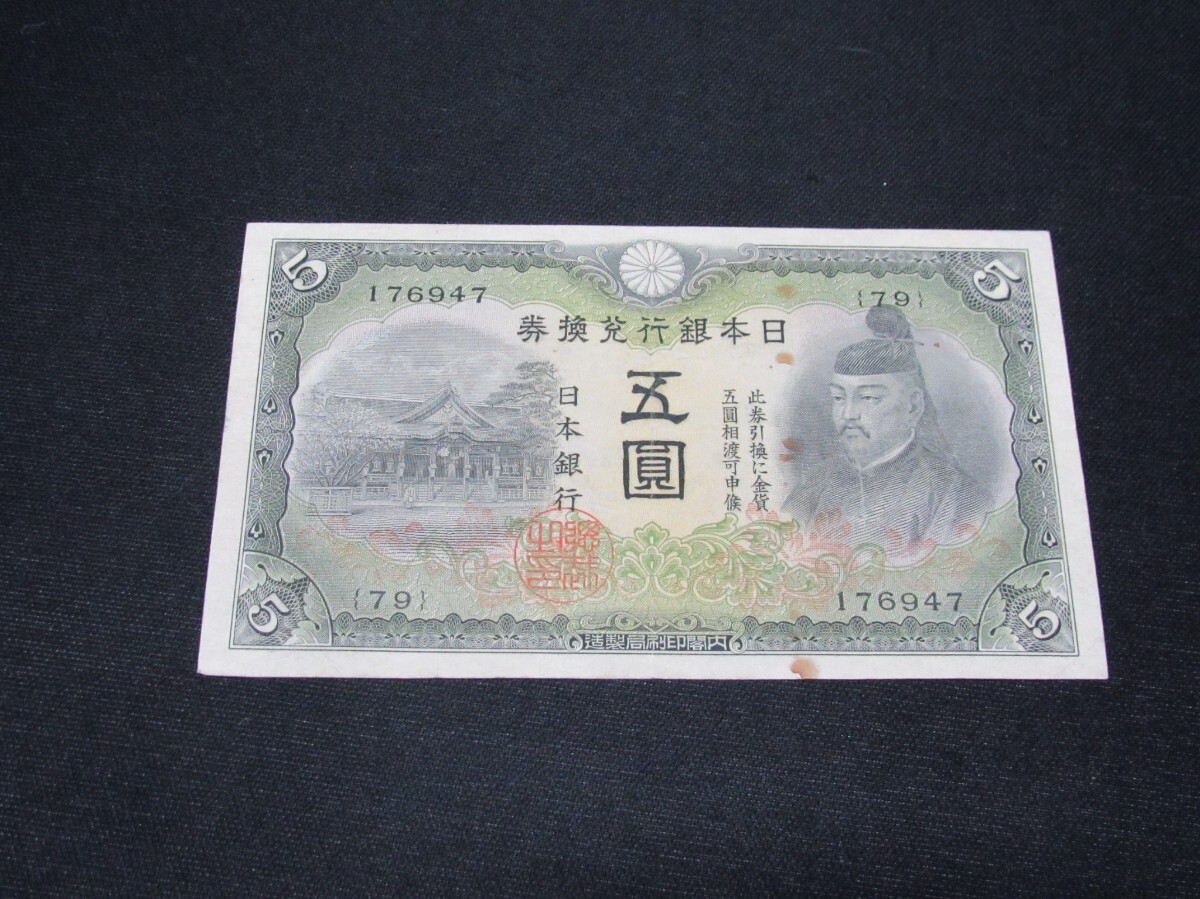 5
5
176947
{79}
日本銀行兌換券
五圓
日本銀行
此券引換に金貨
五圓相渡可申候
{79}
176947
5
5
内閣印刷局製造